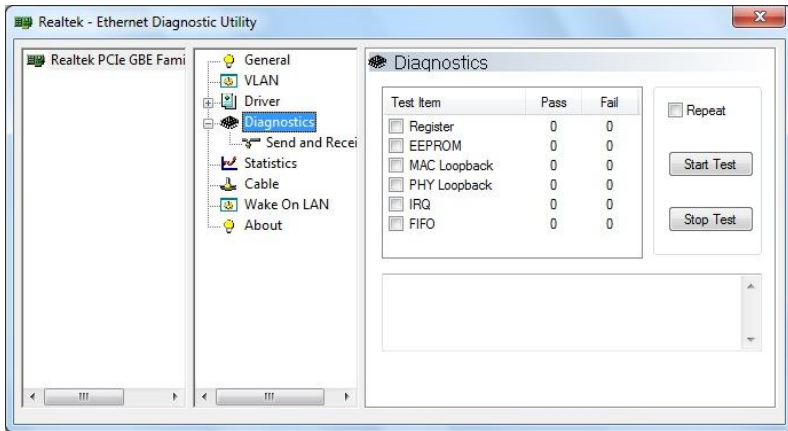 Realtek - Ethernet Diagnostic Utility
Realtek PCIe GBE Fami
General
VLAN
Driver
Diagnostics
Send and Recei
Statistics
Cable
Wake On LAN
About
Diagnostics
Test Item Pass Fail
Register 0 0
EEPROM 0 0
MAC Loopback 0 0
PHY Loopback 0 0
IRQ 0 0
FIFO 0 0
Repeat
Start Test
Stop Test